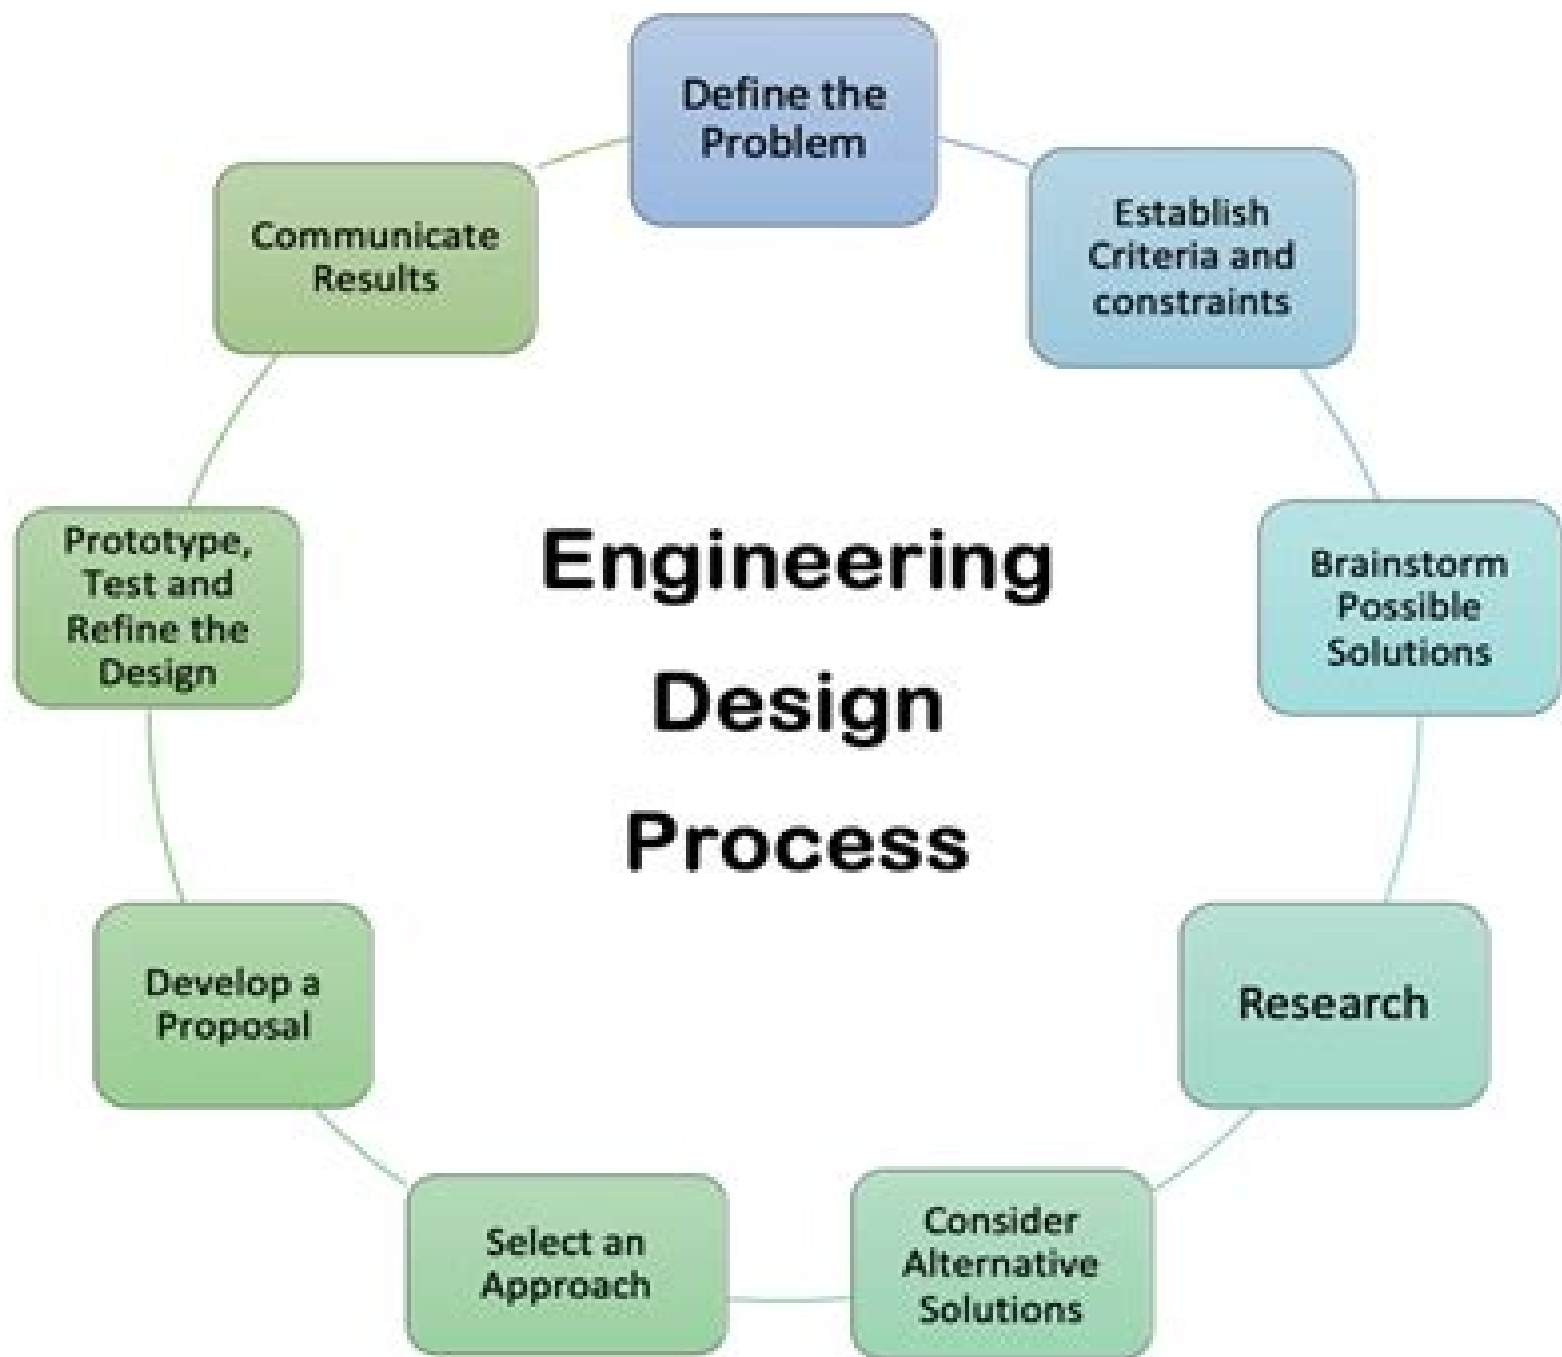 Define the
Problem
Establish
Criteria and
constraints
Brainstorm
Possible
Solutions
Research
Consider
Alternative
Solutions
Select an
Approach
Develop a
Proposal
Prototype,
Test and
Refine the
Design
Communicate
Results
Engineering
Design
Process